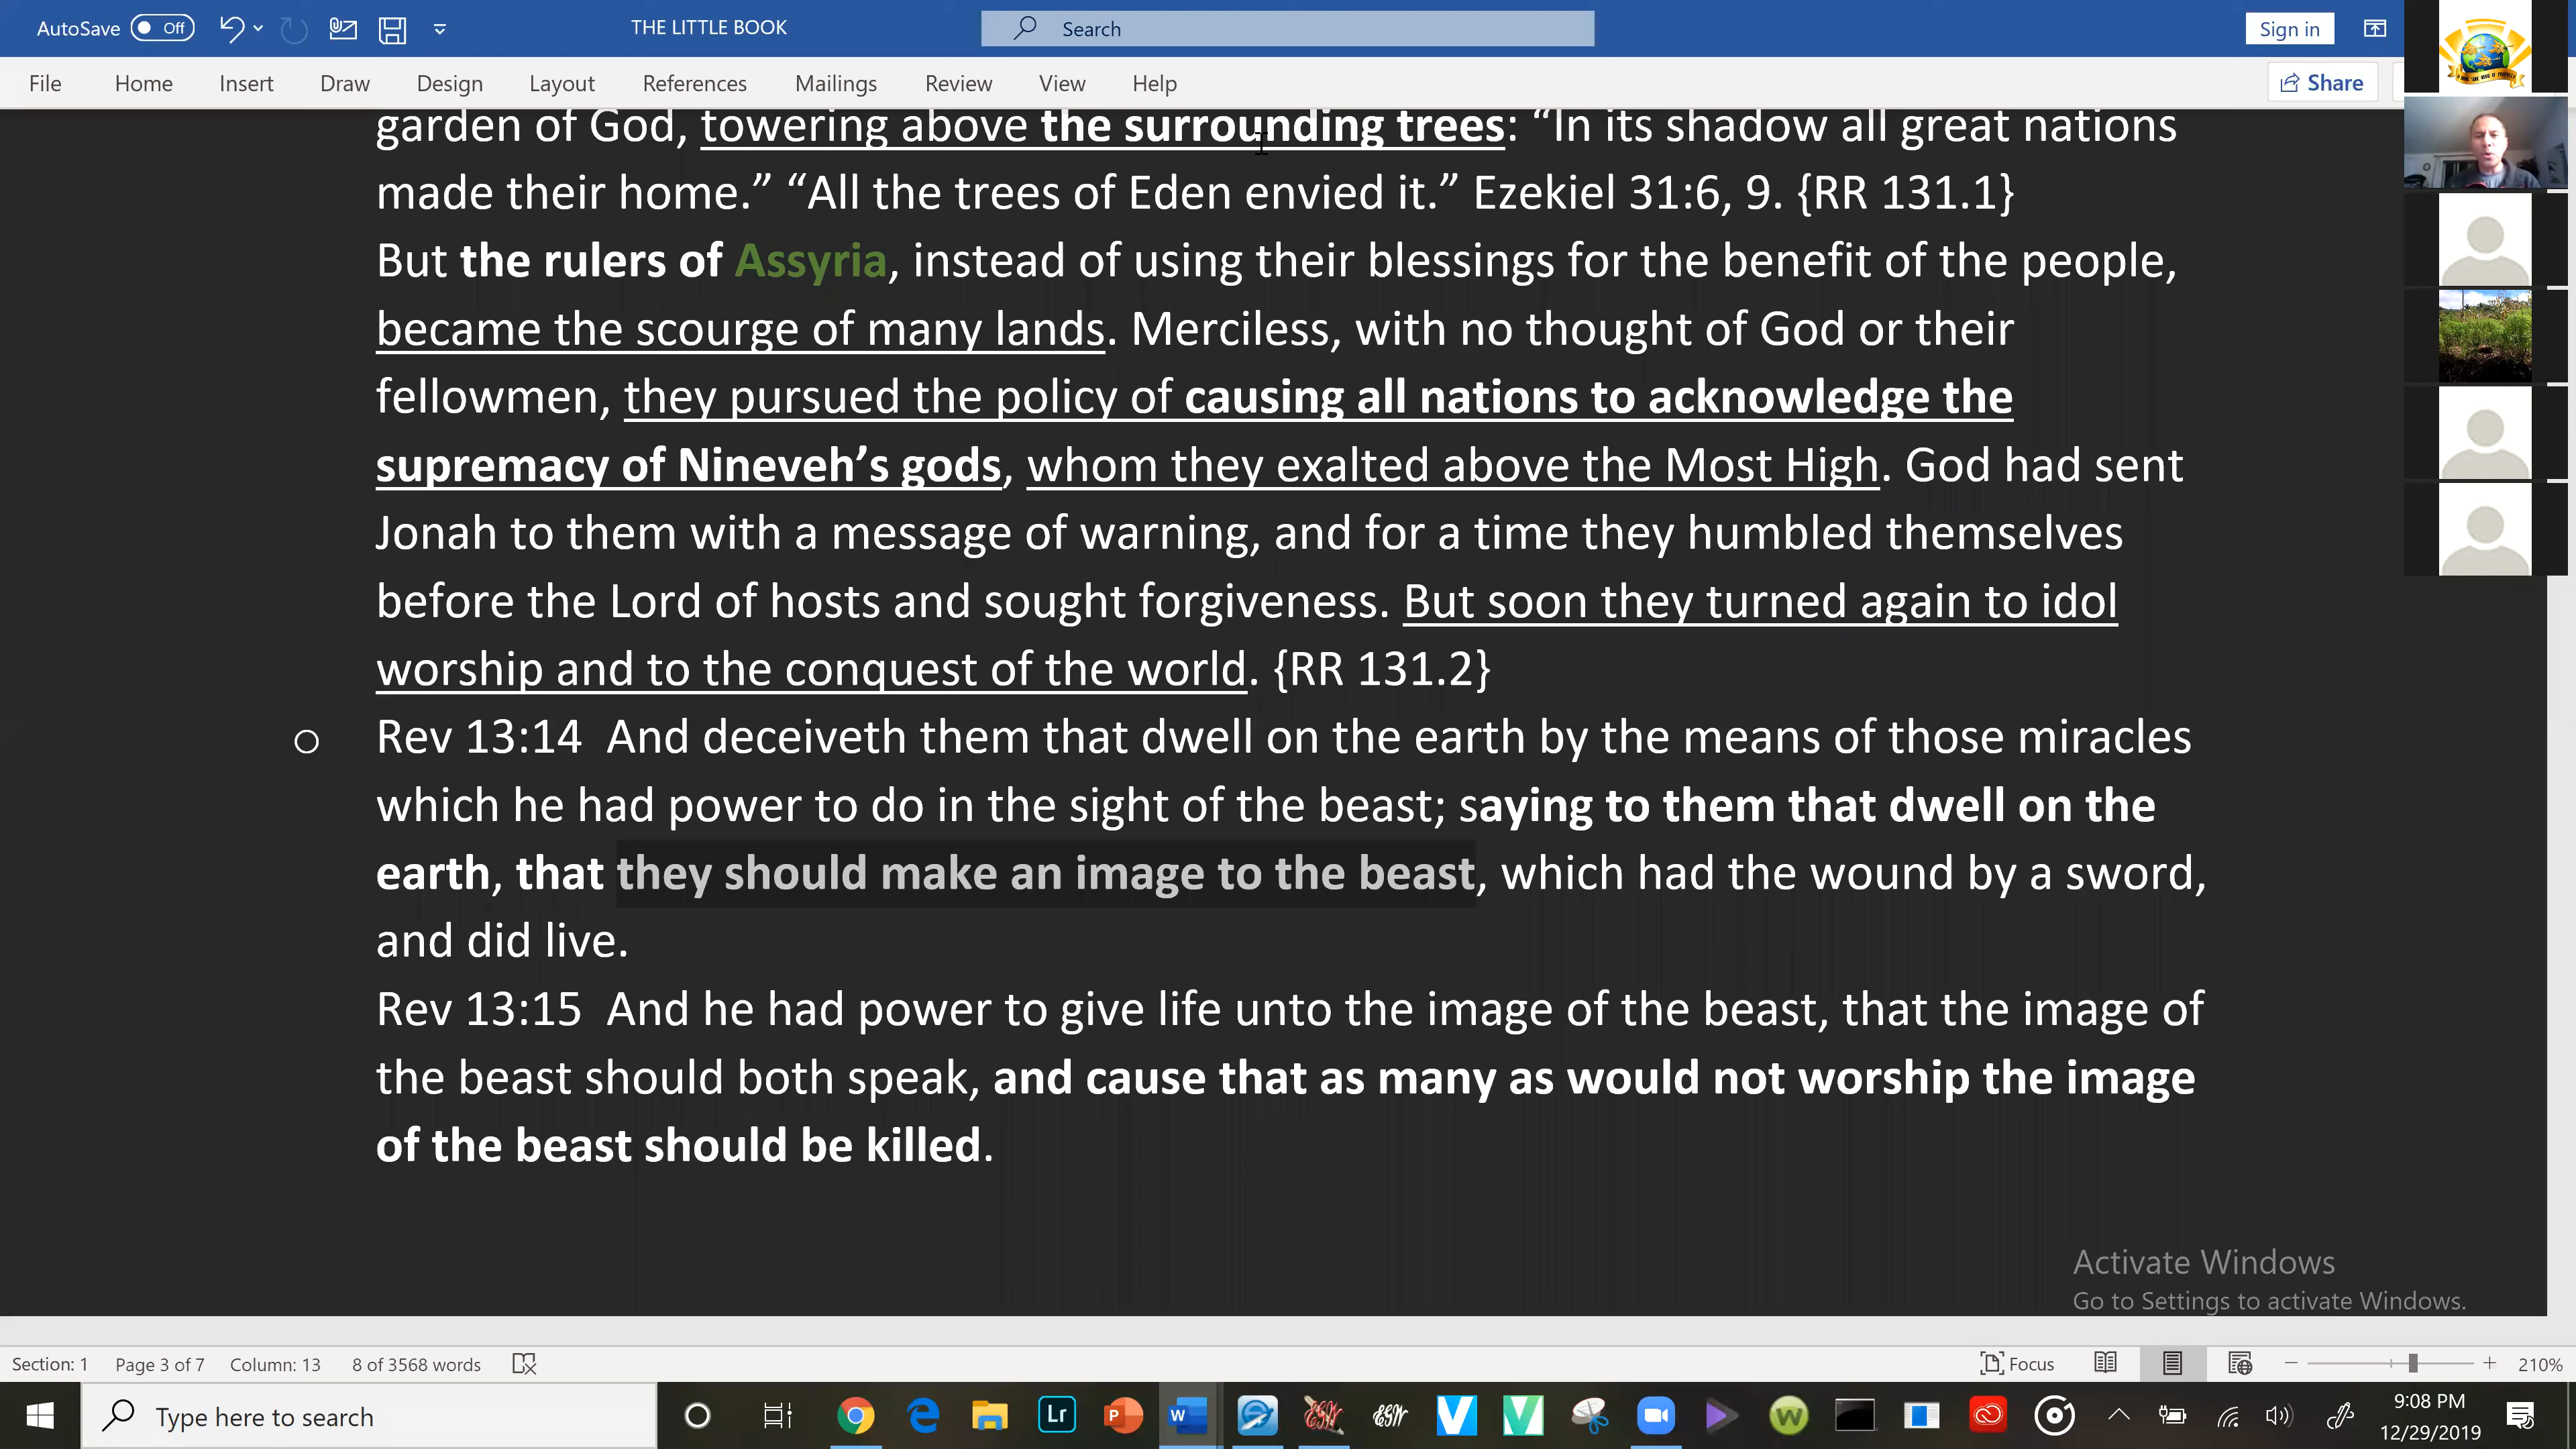 AutoSave Off THE LITTLE BOOK Search Sign in
File Home Insert Draw Design Layout References Mailings Review View Help Share
garden of God, towering above the surrounding trees: “In its shadow all great nations
made their home.” “All the trees of Eden envied it.” Ezekiel 31:6, 9. {RR 131.1}
But the rulers of Assyria, instead of using their blessings for the benefit of the people,
became the scourge of many lands. Merciless, with no thought of God or their
fellowmen, they pursued the policy of causing all nations to acknowledge the
supremacy of Nineveh’s gods, whom they exalted above the Most High. God had sent
Jonah to them with a message of warning, and for a time they humbled themselves
before the Lord of hosts and sought forgiveness. But soon they turned again to idol
worship and to the conquest of the world. {RR 131.2}
Rev 13:14 And deceiveth them that dwell on the earth by the means of those miracles
which he had power to do in the sight of the beast; saying to them that dwell on the
earth, that they should make an image to the beast, which had the wound by a sword,
and did live.
Rev 13:15 And he had power to give life unto the image of the beast, that the image of
the beast should both speak, and cause that as many as would not worship the image
of the beast should be killed.
Activate Windows
Go to Settings to activate Windows.
Section: 1 Page 3 of 7 Column: 13 8 of 3568 words Focus 210%
Type here to search
Lr
P
W
EGW
9:08 PM
12/29/2019